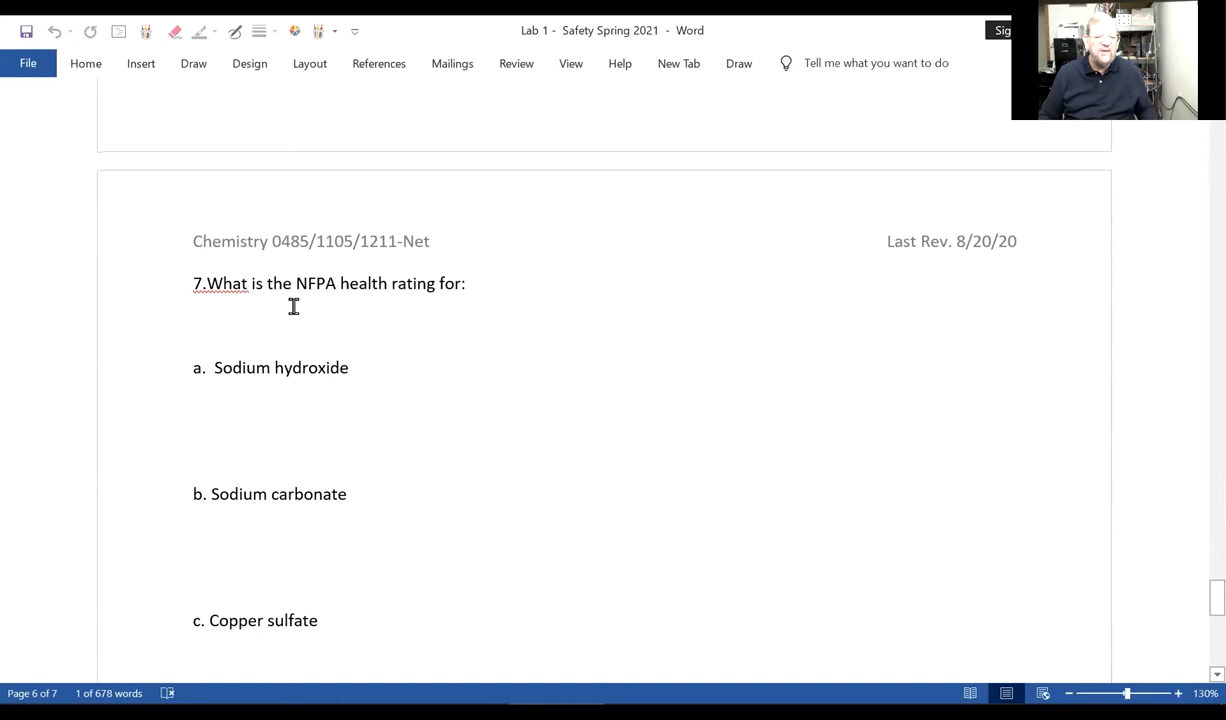 Lab 1 - Safety Spring 2021 - Word
Sig
File Home Insert Draw Design Layout References Mailings Review View Help New Tab Draw Tell me what you want to do
Chemistry 0485/1105/1211-Net Last Rev. 8/20/20
7.What is the NFPA health rating for:
a. Sodium hydroxide
b. Sodium carbonate
c. Copper sulfate
Page 6 of 7 1 of 678 words 130%